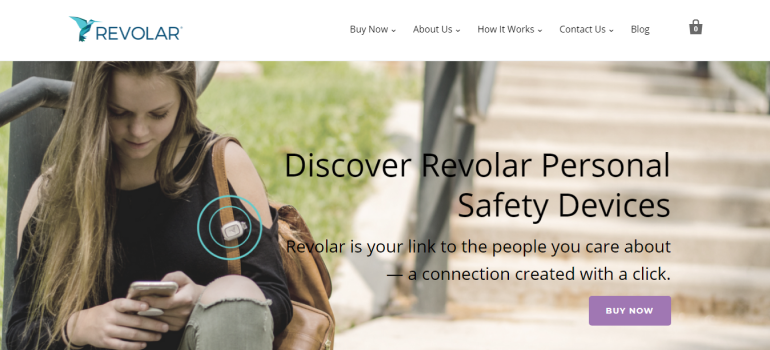 REVOLAR
Buy Now
About Us
How It Works
Contact Us
Blog
0
Discover Revolar Personal
Safety Devices
Revolar is your link to the people you care about
— a connection created with a click.
BUY NOW